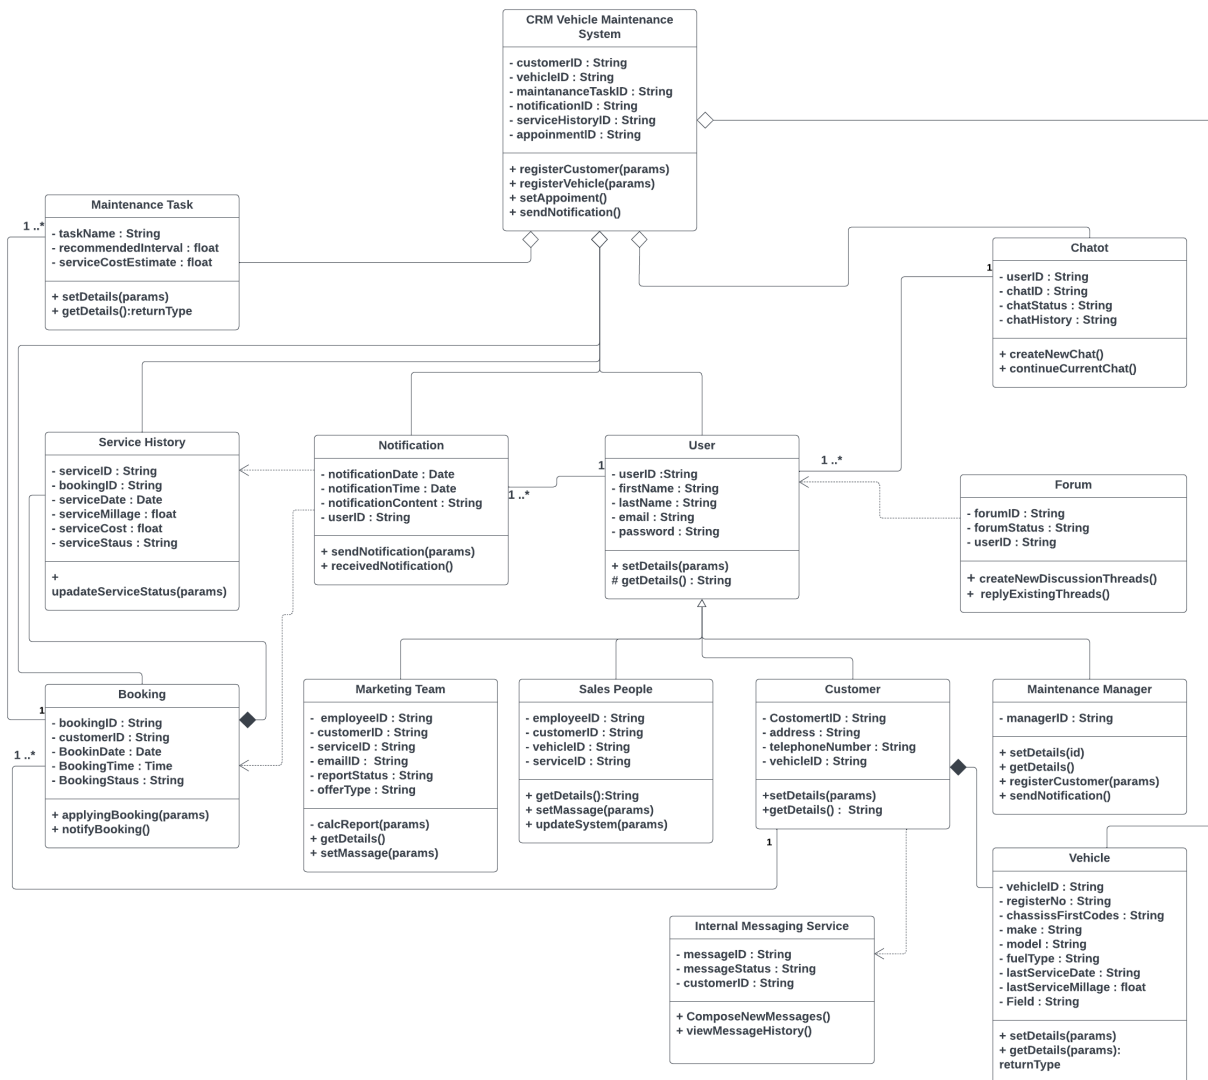 CRM Vehicle Maintenance
System
- customerID : String
- vehicleID : String
- maintananceTaskID : String
- notificationID : String
- serviceHistoryID : String
- appoinmentID : String
+ registerCustomer(params)
+ registerVehicle(params)
+ setAppoiment()
+ sendNotification()
Maintenance Task
1 ..*
- taskName : String
- recommendedInterval : float
- serviceCostEstimate : float
+ setDetails(params)
+ getDetails():returnType
Chatot
1
- userID : String
- chatID : String
- chatStatus : String
- chatHistory : String
+ createNewChat()
+ continueCurrentChat()
Service History
- serviceID : String
- bookingID : String
- serviceDate : Date
- serviceMillage : float
- serviceCost : float
- serviceStaus : String
+
upadateServiceStatus(params)
Notification
- notificationDate : Date
- notificationTime : Date
- notificationContent : String
- userID : String
1 ..*
+ sendNotification(params)
+ receivedNotification()
User
1
- userID :String
- firstName : String
- lastName : String
- email : String
- password : String
+ setDetails(params)
# getDetails() : String
1 ..*
Forum
- forumID : String
- forumStatus : String
- userID : String
+ createNewDiscussionThreads()
+ replyExistingThreads()
Booking
1
- bookingID : String
- customerID : String
- BookinDate : Date
- BookingTime : Time
- BookingStaus : String
1 ..*
+ applyingBooking(params)
+ notifyBooking()
Marketing Team
- employeeID : String
- customerID : String
- serviceID : String
- emailID : String
- reportStatus : String
- offerType : String
- calcReport(params)
+ getDetails()
+ setMassage(params)
Sales People
- employeeID : String
- customerID : String
- vehicleID : String
- serviceID : String
+ getDetails():String
+ setMassage(params)
+ updateSystem(params)
Customer
- CostomertID : String
- address : String
- telephoneNumber : String
- vehicleID : String
+setDetails(params)
+getDetails() : String
1
Maintenance Manager
- managerID : String
+ setDetails(id)
+ getDetails()
+ registerCustomer(params)
+ sendNotification()
Vehicle
- vehicleID : String
- registerNo : String
- chassissFirstCodes : String
- make : String
- model : String
- fuelType : String
- lastServiceDate : String
- lastServiceMillage : float
- Field : String
+ setDetails(params)
+ getDetails(params):
returnType
Internal Messaging Service
- messageID : String
- messageStatus : String
- customerID : String
+ ComposeNewMessages()
+ viewMessageHistory()